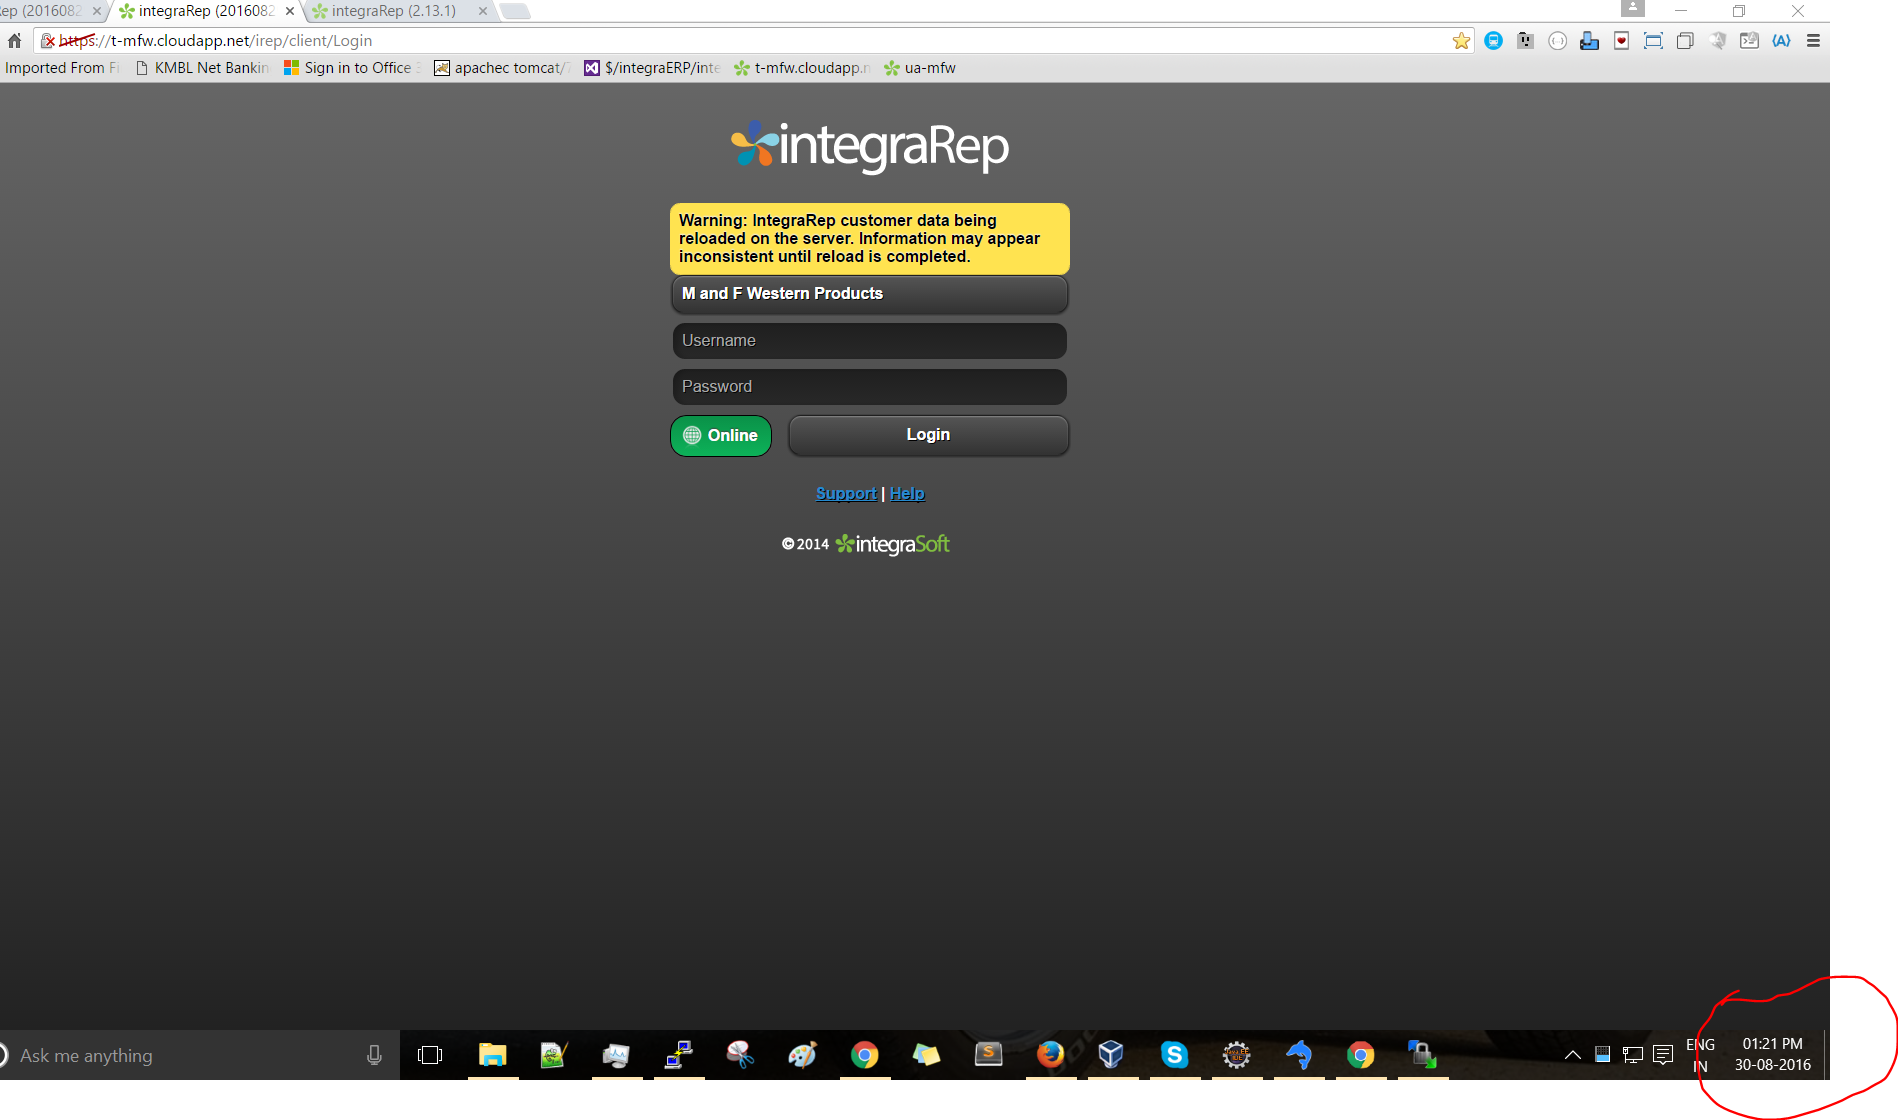 ep (2016082
integraRep (2016082
integraRep (2.13.1)
https://t-mfw.cloudapp.net/irep/client/Login
Imported From Fi
KMBL Net Bankin
Sign in to Office 3
apachec tomcat/7
$/integraERP/inte
t-mfw.cloudapp.n
ua-mfw
integraRep
Warning: IntegraRep customer data being
reloaded on the server. Information may appear
inconsistent until reload is completed.
M and F Western Products
Username
Password
Online
Login
Support | Help
© 2014 integraSoft
Ask me anything
ENG
IN
01:21 PM
30-08-2016